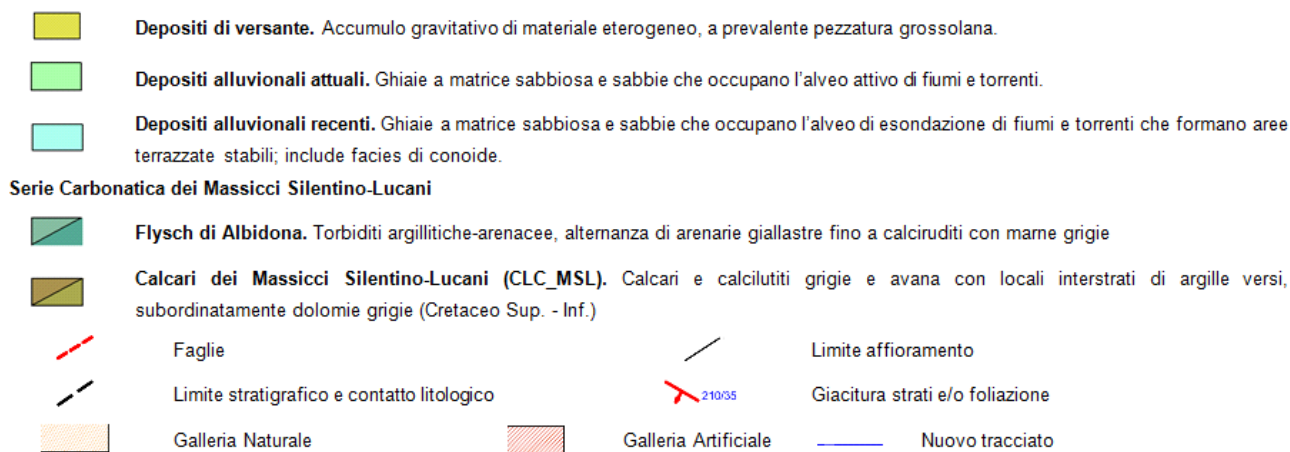 Depositi di versante. Accumulo gravitativo di materiale eterogeneo, a prevalente pezzatura grossolana.
Depositi alluvionali attuali. Ghiaie a matrice sabbiosa e sabbie che occupano l'alveo attivo di fiumi e torrenti.
Depositi alluvionali recenti. Ghiaie a matrice sabbiosa e sabbie che occupano l'alveo di esondazione di fiumi e torrenti che formano aree
terrazzate stabili; include facies di conoide.
Serie Carbonatica dei Massicci Silentino-Lucani
Flysch di Albidona. Torbiditi argillitiche-arenacee, alternanza di arenarie giallastre fino a calciruditi con marne grigie
Calcari dei Massicci Silentino-Lucani (CLC_MSL). Calcari e calcilutiti grigie e avana con locali interstrati di argille versi,
subordinatamente dolomie grigie (Cretaceo Sup. - Inf.)
Faglie Limite affioramento
Limite stratigrafico e contatto litologico 210/35 Giacitura strati e/o foliazione
Galleria Naturale Galleria Artificiale Nuovo tracciato